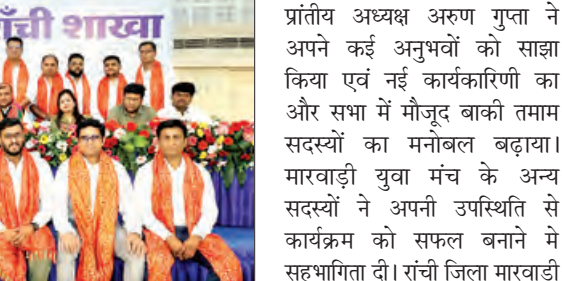 राँची शाखा
प्रांतीय अध्यक्ष अरुण गुप्ता ने
अपने कई अनुभवों को साझा
किया एवं नई कार्यकारिणी का
और सभा में मौजूद बाकी तमाम
सदस्यों का मनोबल बढ़ाया।
मारवाड़ी युवा मंच के अन्य
सदस्यों ने अपनी उपस्थिति से
कार्यक्रम को सफल बनाने मे
सहभागिता दी। रांची जिला मारवाड़ी